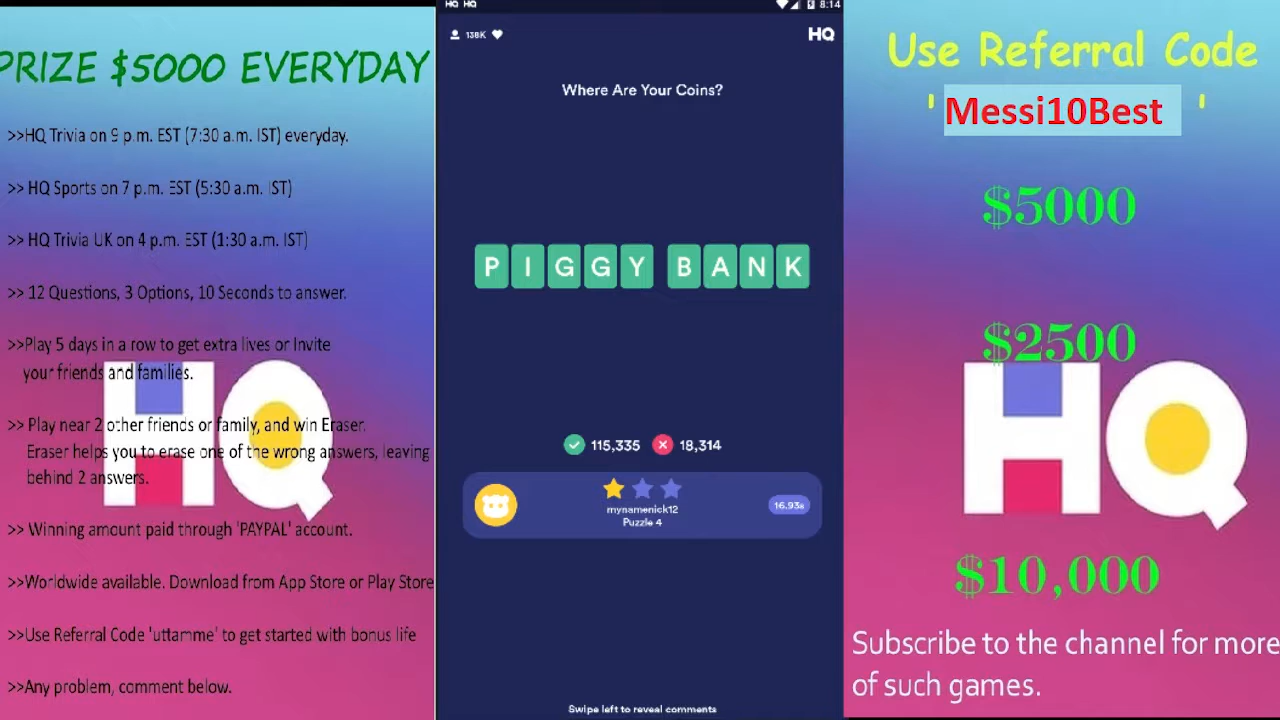 PRIZE $5000 EVERYDAY
>>HQ Trivia on 9 p.m. EST (7:30 a.m. IST) everyday.
>> HQ Sports on 7 p.m. EST (5:30 a.m. IST)
>> HQ Trivia UK on 4 p.m. EST (1:30 a.m. IST)
>> 12 Questions, 3 Options, 10 Seconds to answer.
>>Play 5 days in a row to get extra lives or Invite
your friends and families.
>> Play near 2 other friends or family, and win Eraser.
Eraser helps you to erase one of the wrong answers, leaving
behind 2 answers.
>> Winning amount paid through 'PAYPAL' account.
>>Worldwide available. Download from App Store or Play Store
>>Use Referral Code 'uttamme' to get started with bonus life
>>Any problem, comment below.
HQ
HQ HQ 8:14
138K HQ
Where Are Your Coins?
PIGGY BANK
115,335 18,314
mynamenick12
Puzzle 4
16.93s
Swipe left to reveal comments
Use Referral Code
' Messi10Best '
$5000
$2500
HQ
$10,000
Subscribe to the channel for more
of such games.